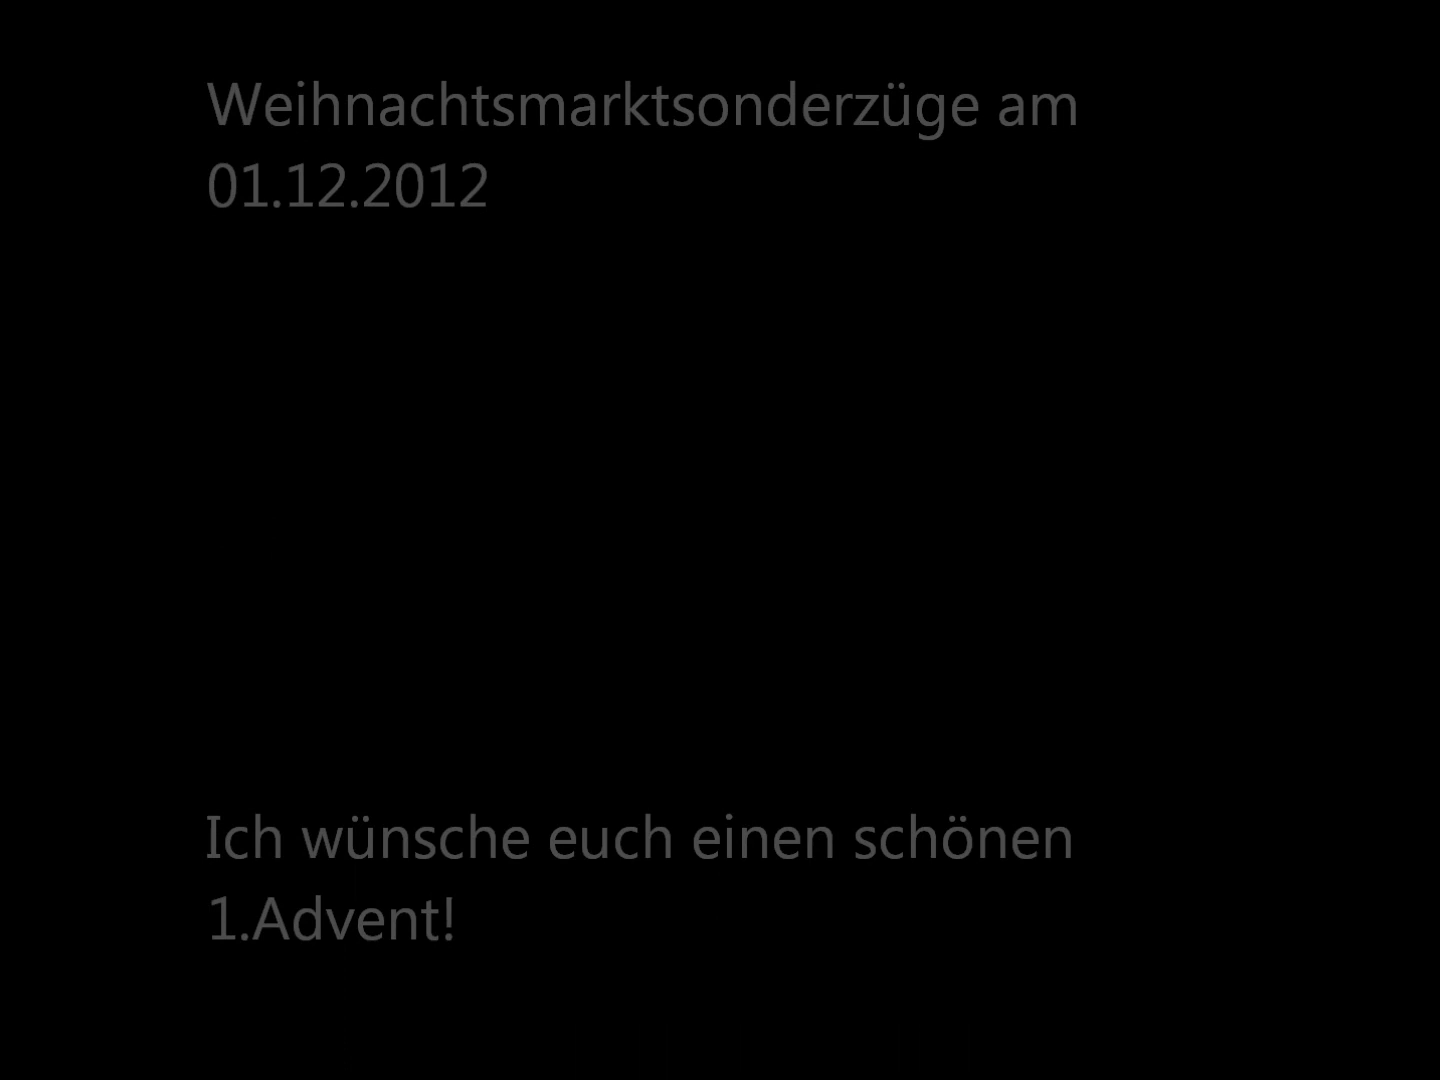 Weihnachtsmarktsonderzüge am
01.12.2012
Ich wünsche euch einen schönen
1.Advent!